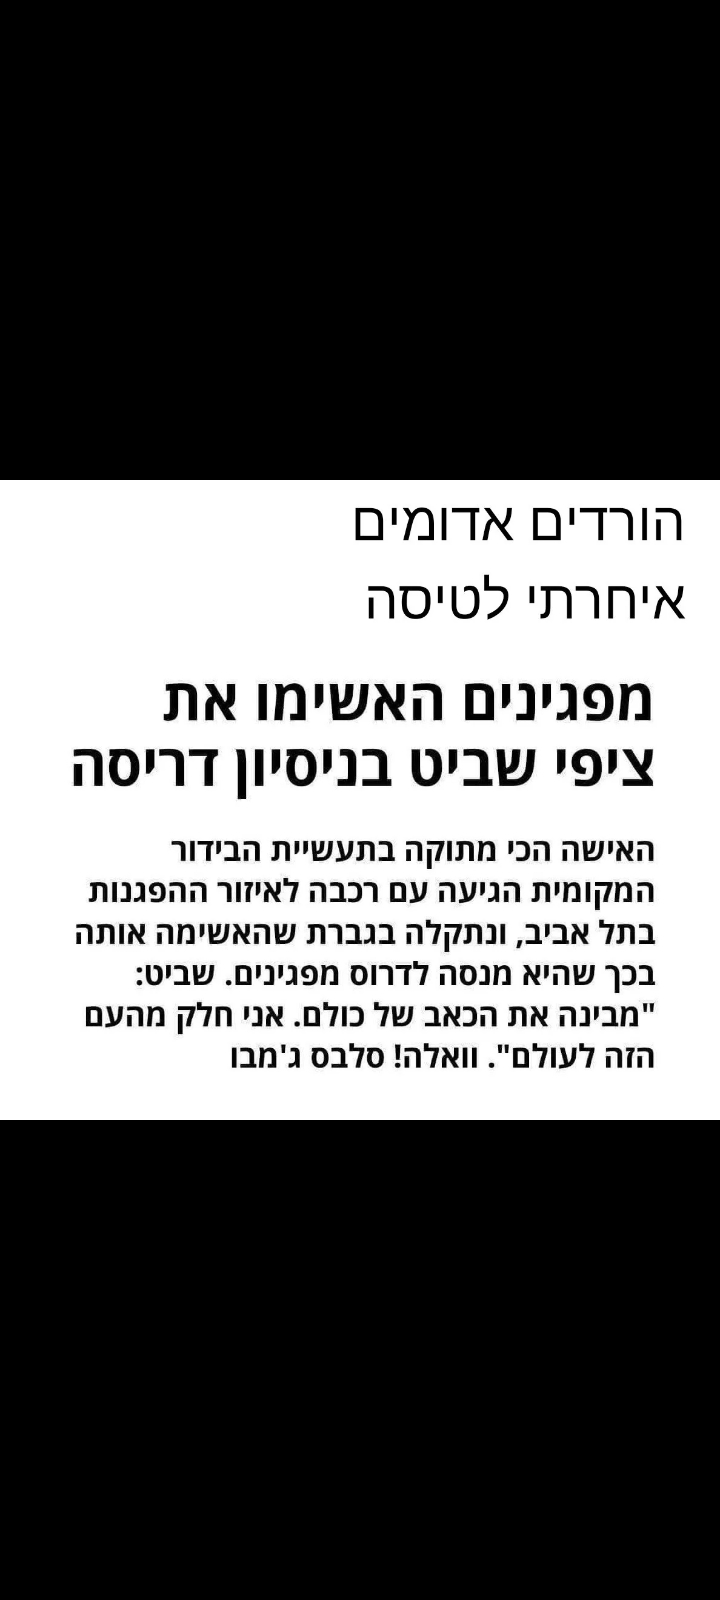 הורדים אדומים
איחרתי לטיסה
מפגינים האשימו את
ציפי שביט בניסיון דריסה
האישה הכי מתוקה בתעשיית הבידור
המקומית הגיעה עם רכבה לאיזור ההפגנות
בתל אביב, ונתקלה בגברת שהאשימה אותה
בכך שהיא מנסה לדרוס מפגינים. שביט:
"מבינה את הכאב של כולם. אני חלק מהעם
הזה לעולם". וואלה! סלבס ג'מבו